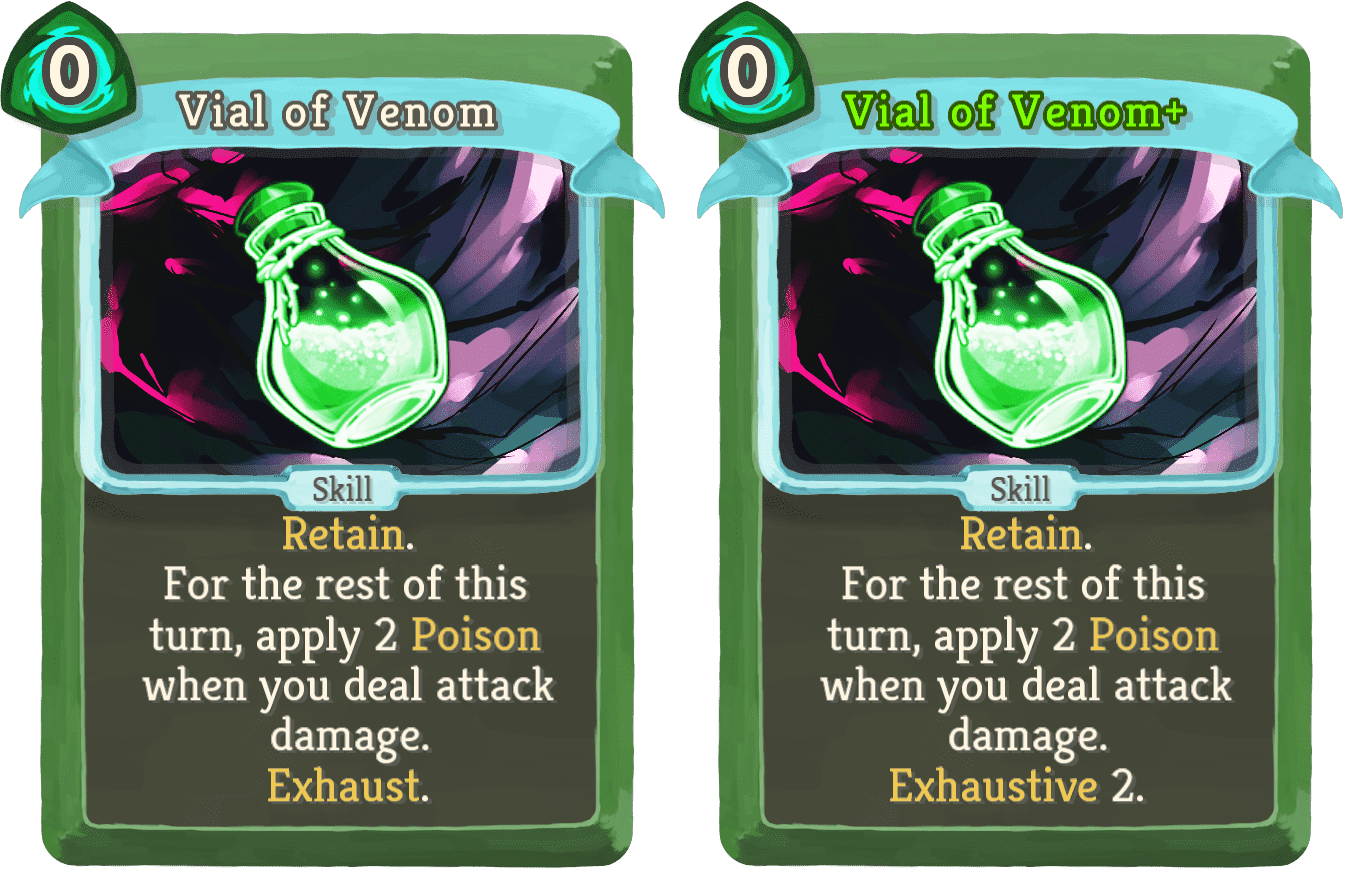 0
Vial of Venom
Skill
Retain.
For the rest of this
turn, apply 2 Poison
when you deal attack
damage.
Exhaust.
0
Vial of Venom+
Skill
Retain.
For the rest of this
turn, apply 2 Poison
when you deal attack
damage.
Exhaustive 2.